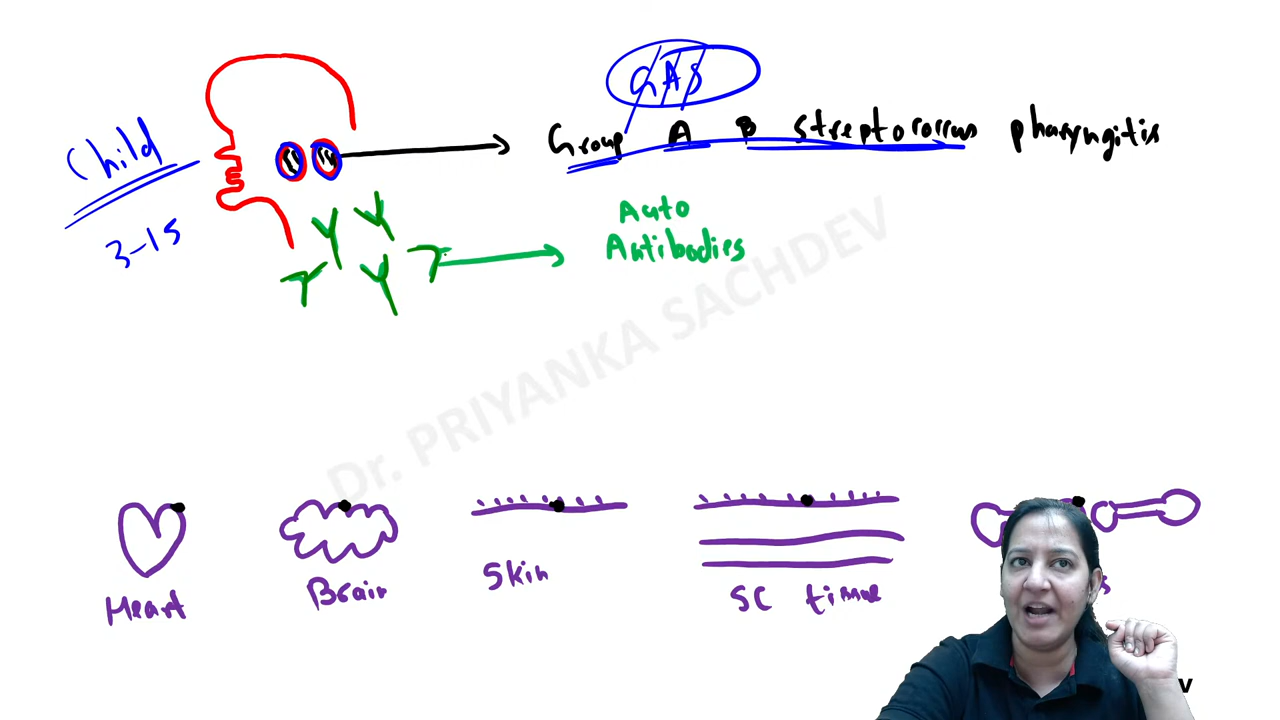 GAS
Child
Group A B streptococcus pharyngitis
3-15
Auto
Antibodies
Dr. PRIYANKA SACHDEV
Heart
Brain
Skin
SC tissue